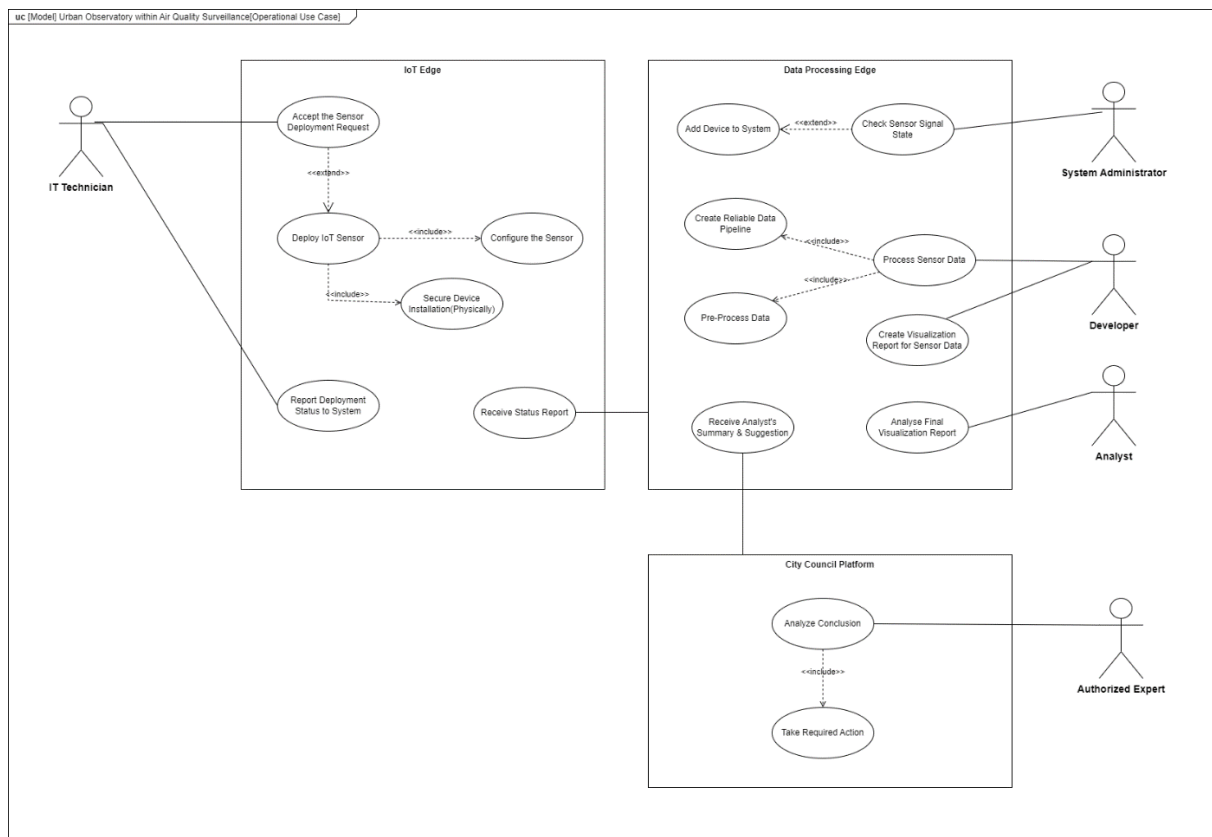 uc [Model] Urban Observatory within Air Quality Surveillance[Operational Use Case]
IoT Edge
Accept the Sensor
Deployment Request
<<extend>>
Deploy IoT Sensor
<<include>>
Configure the Sensor
<<include>>
Secure Device
Installation(Physically)
Report Deployment
Status to System
Receive Status Report
IT Technician
Data Processing Edge
Add Device to System
<<extend>>
Check Sensor Signal
State
Create Reliable Data
Pipeline
<<include>>
Process Sensor Data
<<include>>
Pre-Process Data
Create Visualization
Report for Sensor Data
Receive Analyst's
Summary & Suggestion
Analyse Final
Visualization Report
System Administrator
Developer
Analyst
City Council Platform
Analyze Conclusion
<<include>>
Take Required Action
Authorized Expert